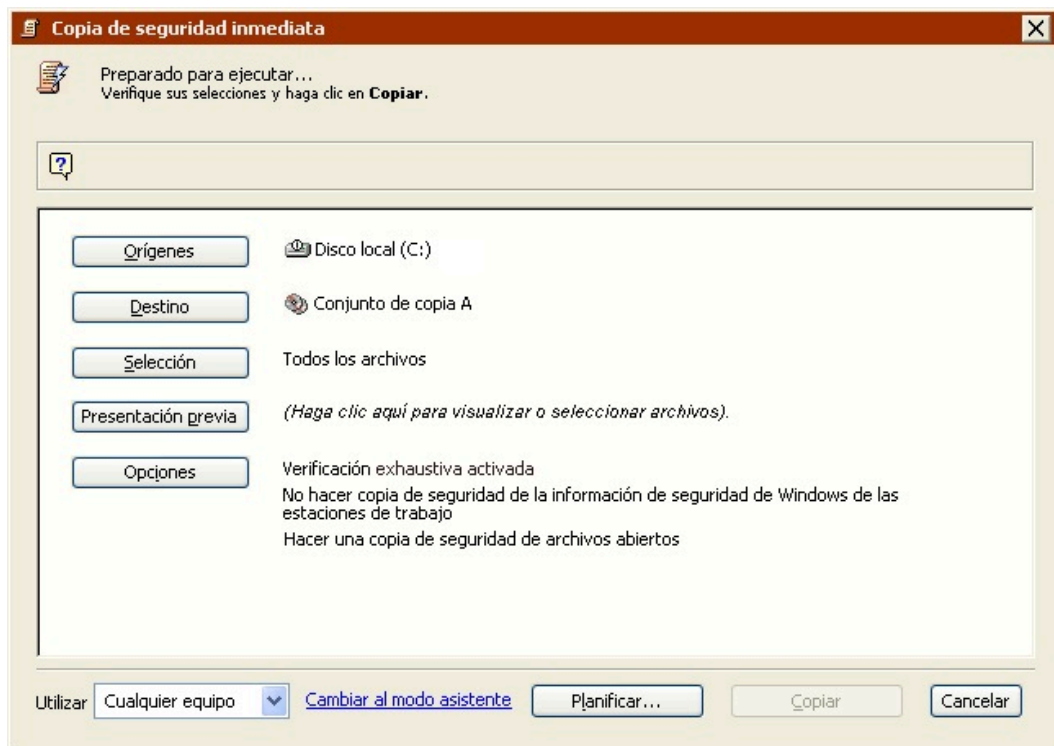 Copia de seguridad inmediata
Preparado para ejecutar...
Verifique sus selecciones y haga clic en Copiar.
?
Orígenes
Disco local (C:)
Destino
Conjunto de copia A
Selección
Todos los archivos
Presentación previa
(Haga clic aquí para visualizar o seleccionar archivos).
Opciones
Verificación exhaustiva activada
No hacer copia de seguridad de la información de seguridad de Windows de las
estaciones de trabajo
Hacer una copia de seguridad de archivos abiertos
Utilizar Cualquier equipo Cambiar al modo asistente Planificar... Copiar Cancelar